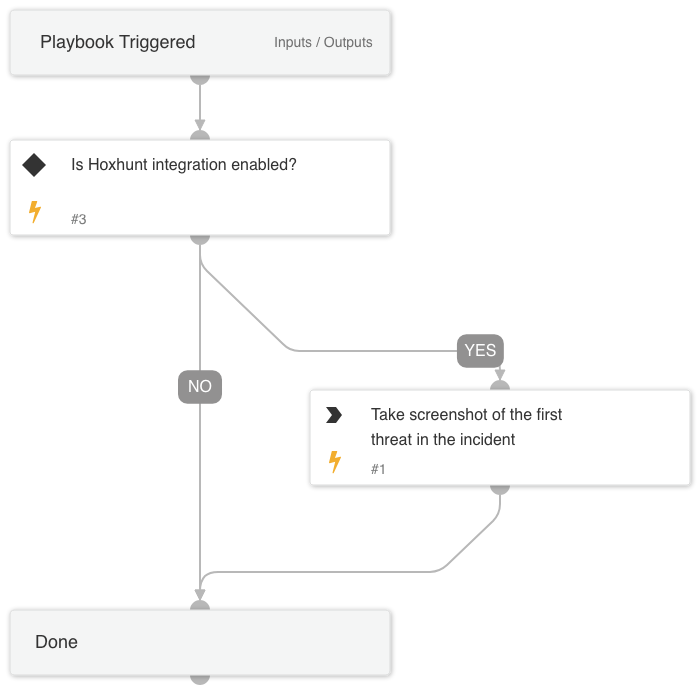 Playbook Triggered
Inputs / Outputs
Is Hoxhunt integration enabled?
#3
YES
NO
Take screenshot of the first
threat in the incident
#1
Done